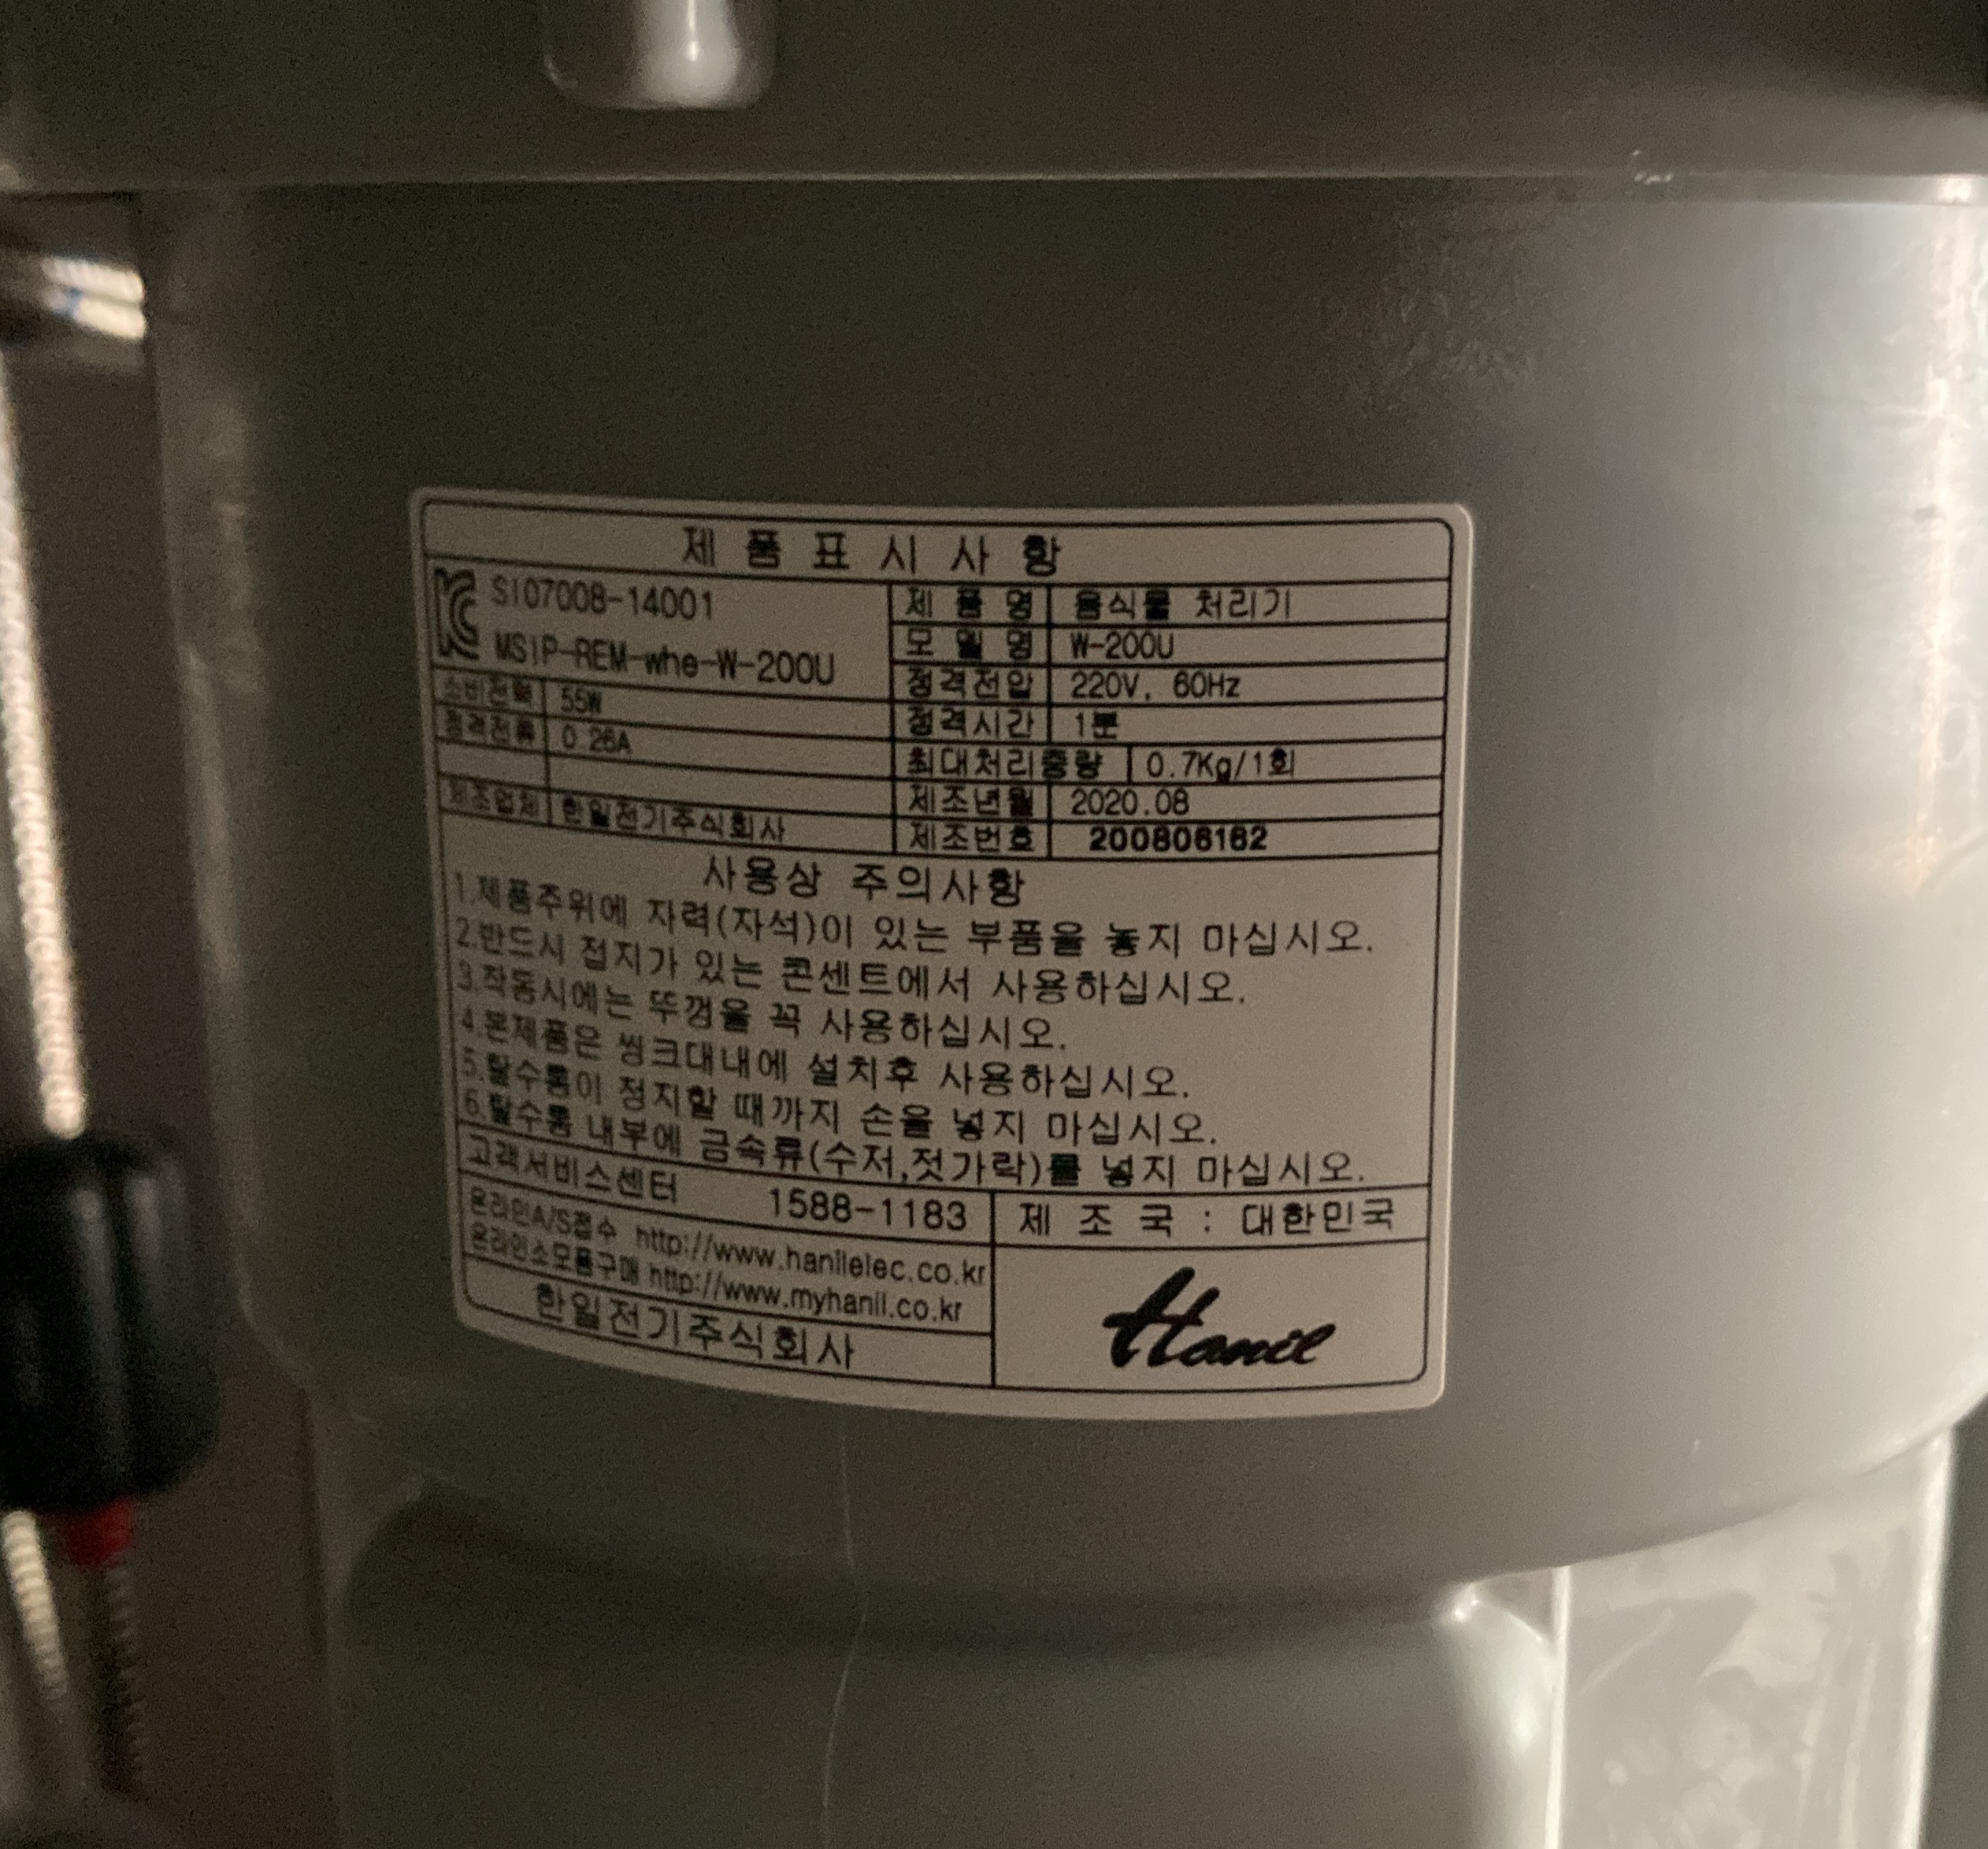 제품표시사항
SI07008-14001
MSIP-REM-whe-W-200U
제품명 음식물 처리기
모델명 W-200U
정격전압 220V, 60Hz
정격시간 1분
최대처리중량 0.7Kg/1회
제조년월 2020.08
제조번호 200806162
소비전력 55W
정격전류 0.26A
제조업체 한일전기주식회사
사용상 주의사항
1.제품주위에 자력(자석)이 있는 부품을 놓지 마십시오.
2.반드시 접지가 있는 콘센트에서 사용하십시오.
3.작동시에는 뚜껑을 꼭 사용하십시오.
4.본제품은 씽크대내에 설치후 사용하십시오.
5.탈수통이 정지할 때까지 손을 넣지 마십시오.
6.탈수통 내부에 금속류(수저,젓가락)를 넣지 마십시오.
고객서비스센터 1588-1183
온라인A/S접수 http://www.hanilelec.co.kr
온라인소모품구매 http://www.myhanil.co.kr
한일전기주식회사
제조국 : 대한민국
Hanil